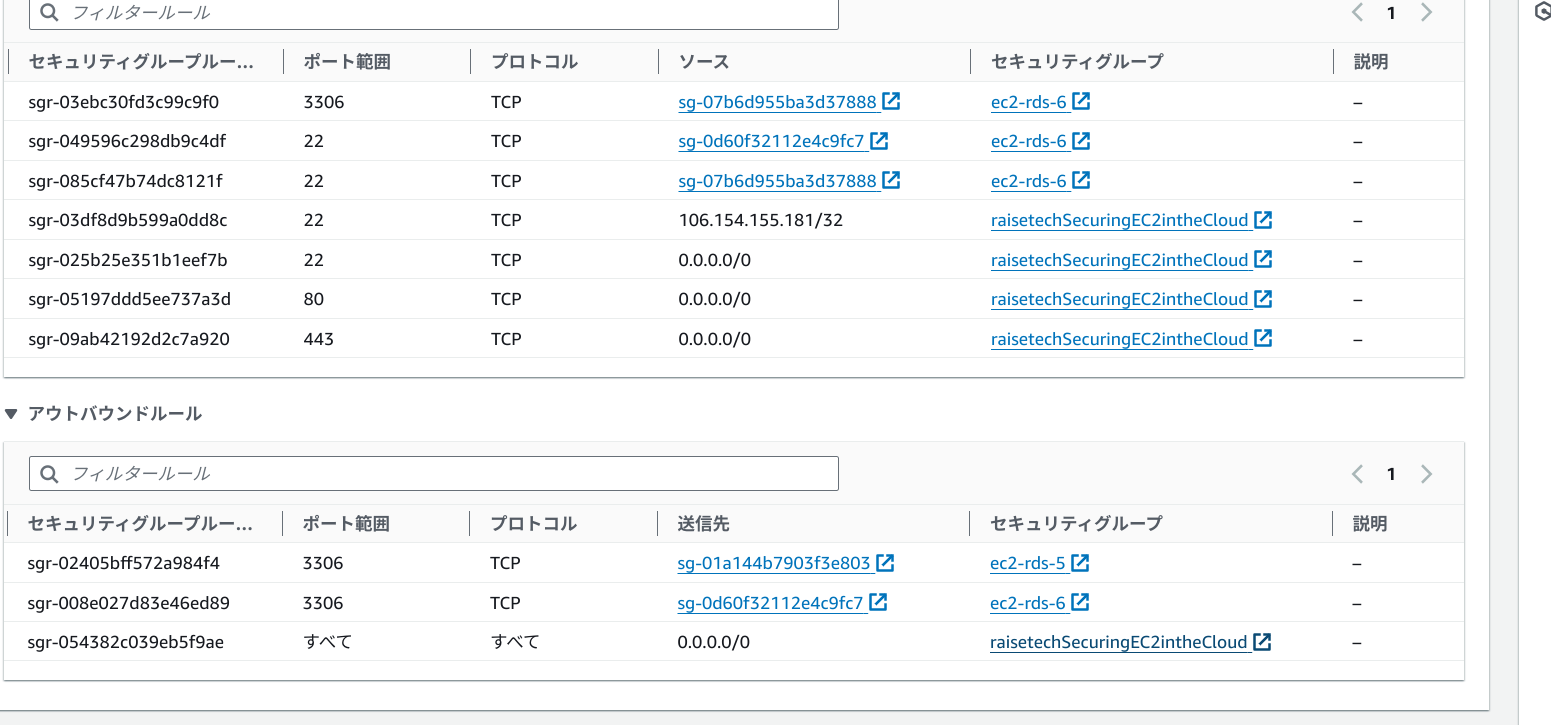 フィルタールール 1
セキュリティグループルー... ポート範囲 プロトコル ソース セキュリティグループ 説明
sgr-03ebc30fd3c99c9f0 3306 TCP sg-07b6d955ba3d37888 ec2-rds-6 –
sgr-049596c298db9c4df 22 TCP sg-0d60f32112e4c9fc7 ec2-rds-6 –
sgr-085cf47b74dc8121f 22 TCP sg-07b6d955ba3d37888 ec2-rds-6 –
sgr-03df8d9b599a0dd8c 22 TCP 106.154.155.181/32 raisetechSecuringEC2intheCloud –
sgr-025b25e351b1eef7b 22 TCP 0.0.0.0/0 raisetechSecuringEC2intheCloud –
sgr-05197ddd5ee737a3d 80 TCP 0.0.0.0/0 raisetechSecuringEC2intheCloud –
sgr-09ab42192d2c7a920 443 TCP 0.0.0.0/0 raisetechSecuringEC2intheCloud –
アウトバウンドルール
フィルタールール 1
セキュリティグループルー... ポート範囲 プロトコル 送信先 セキュリティグループ 説明
sgr-02405bff572a984f4 3306 TCP sg-01a144b7903f3e803 ec2-rds-5 –
sgr-008e027d83e46ed89 3306 TCP sg-0d60f32112e4c9fc7 ec2-rds-6 –
sgr-054382c039eb5f9ae すべて すべて 0.0.0.0/0 raisetechSecuringEC2intheCloud –